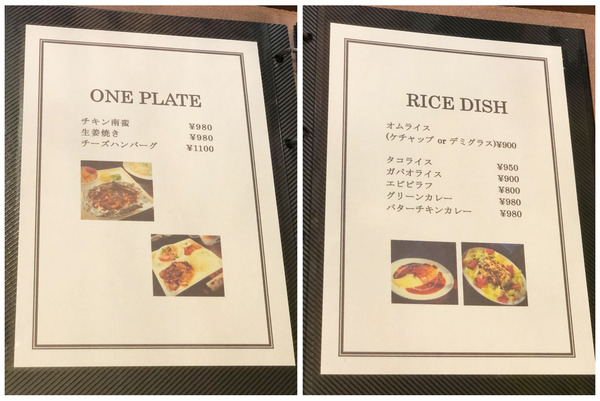 ONE PLATE
チキン南蛮 ¥980
生姜焼き ¥980
チーズハンバーグ ¥1100
RICE DISH
オムライス
(ケチャップ or デミグラス)¥900
タコライス ¥950
ガパオライス ¥900
エビピラフ ¥800
グリーンカレー ¥980
バターチキンカレー ¥980